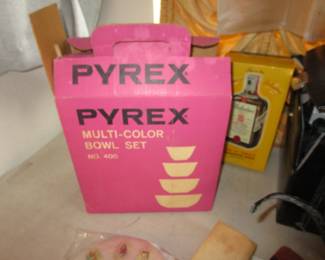 PYREX
PYREX
MULTI-COLOR
BOWL SET
NO. 400